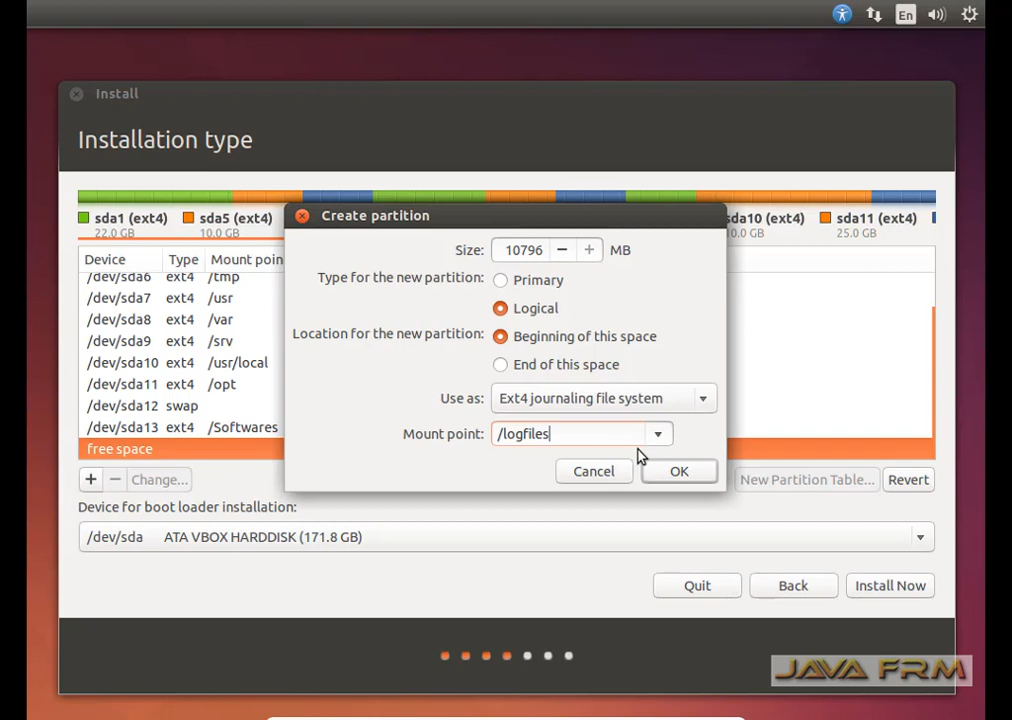 En
Install
Installation type
sda1 (ext4)
22.0 GB
sda5 (ext4)
10.0 GB
da10 (ext4)
sda11 (ext4)
25.0 GB
Device Type Mount poin
/dev/sda6 ext4 /tmp
/dev/sda7 ext4 /usr
/dev/sda8 ext4 /var
/dev/sda9 ext4 /srv
/dev/sda10 ext4 /usr/local
/dev/sda11 ext4 /opt
/dev/sda12 swap
/dev/sda13 ext4 /Softwares
free space
+ − Change...
New Partition Table... Revert
Create partition
Size: 10796 − + MB
Type for the new partition: Primary
Logical
Location for the new partition: Beginning of this space
End of this space
Use as: Ext4 journaling file system
Mount point: /logfiles
Cancel OK
Device for boot loader installation:
/dev/sda ATA VBOX HARDDISK (171.8 GB)
Quit Back Install Now
JAVA FRM